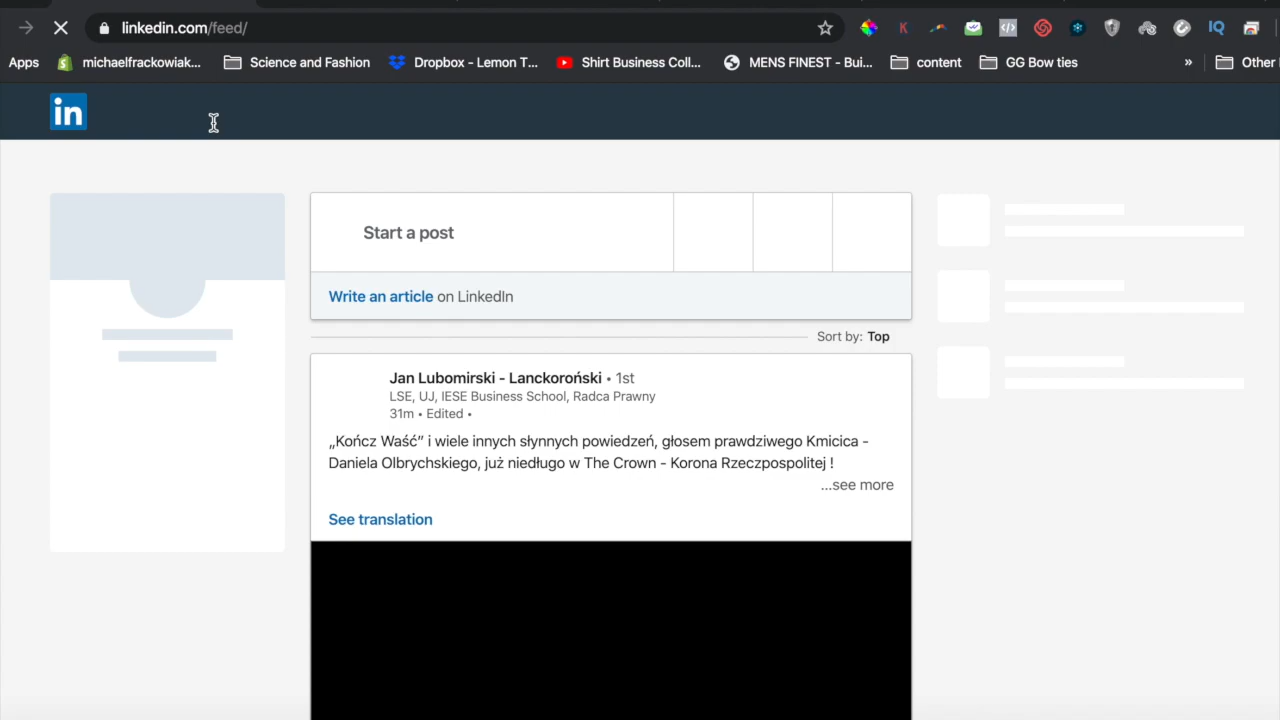 linkedin.com/feed/
K
IQ
Apps
michaelfrackowiak...
Science and Fashion
Dropbox - Lemon T...
Shirt Business Coll...
MENS FINEST - Bui...
content
GG Bow ties
»
Other
in
Start a post
Write an article on LinkedIn
Sort by: Top
Jan Lubomirski - Lanckoroński • 1st
LSE, UJ, IESE Business School, Radca Prawny
31m • Edited •
„Kończ Waść” i wiele innych słynnych powiedzeń, głosem prawdziwego Kmicica -
Daniela Olbrychskiego, już niedługo w The Crown - Korona Rzeczpospolitej !
...see more
See translation